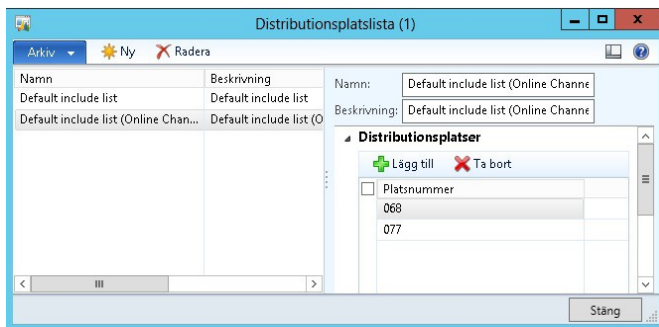 Distributionsplatslista (1)
Arkiv Ny Radera
Namn Beskrivning
Default include list Default include list
Default include list (Online Chan... Default include list (O
Namn: Default include list (Online Channe
Beskrivning: Default include list (Online Channe
Distributionsplatser
Lägg till Ta bort
Platsnummer
068
077
Stäng